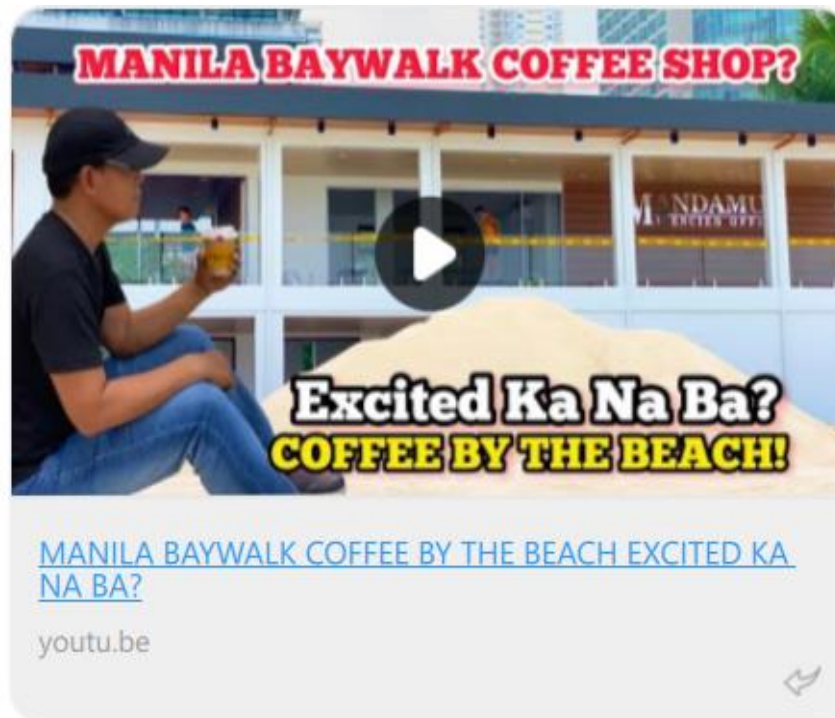 MANILA BAYWALK COFFEE SHOP?
Excited Ka Na Ba?
COFFEE BY THE BEACH!
MANILA BAYWALK COFFEE BY THE BEACH EXCITED KA
NA BA?
youtu.be